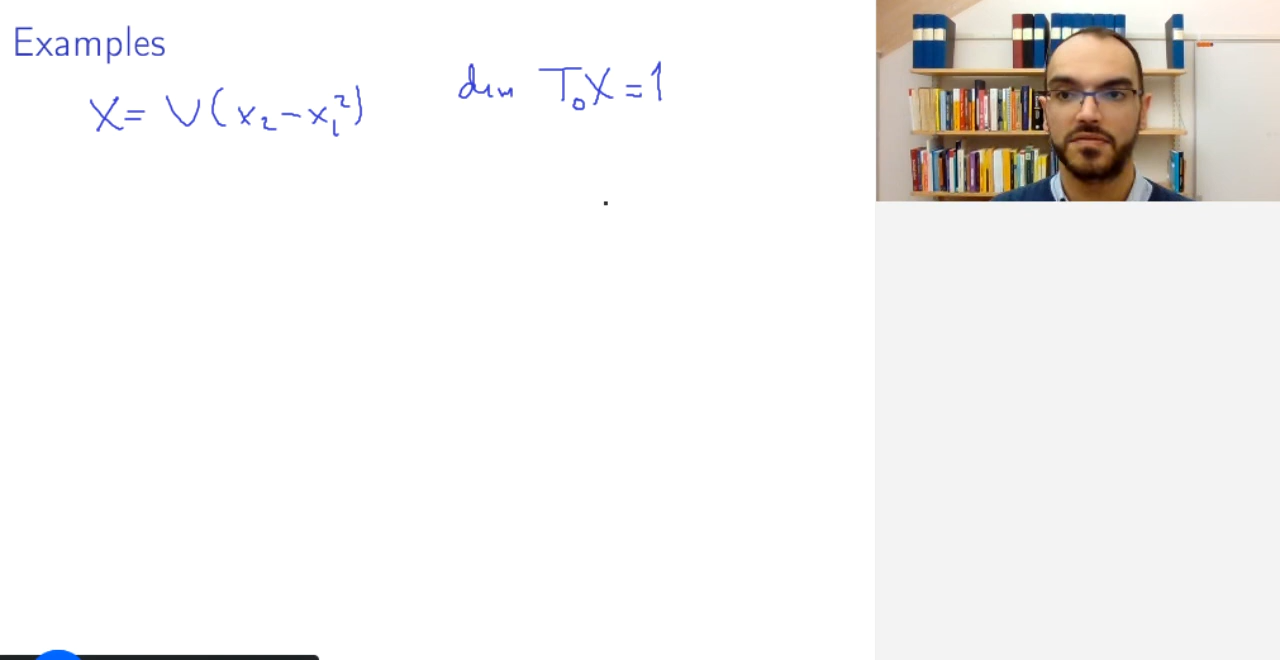 Examples
X = V(x₂-x₁²) dim T₀X = 1